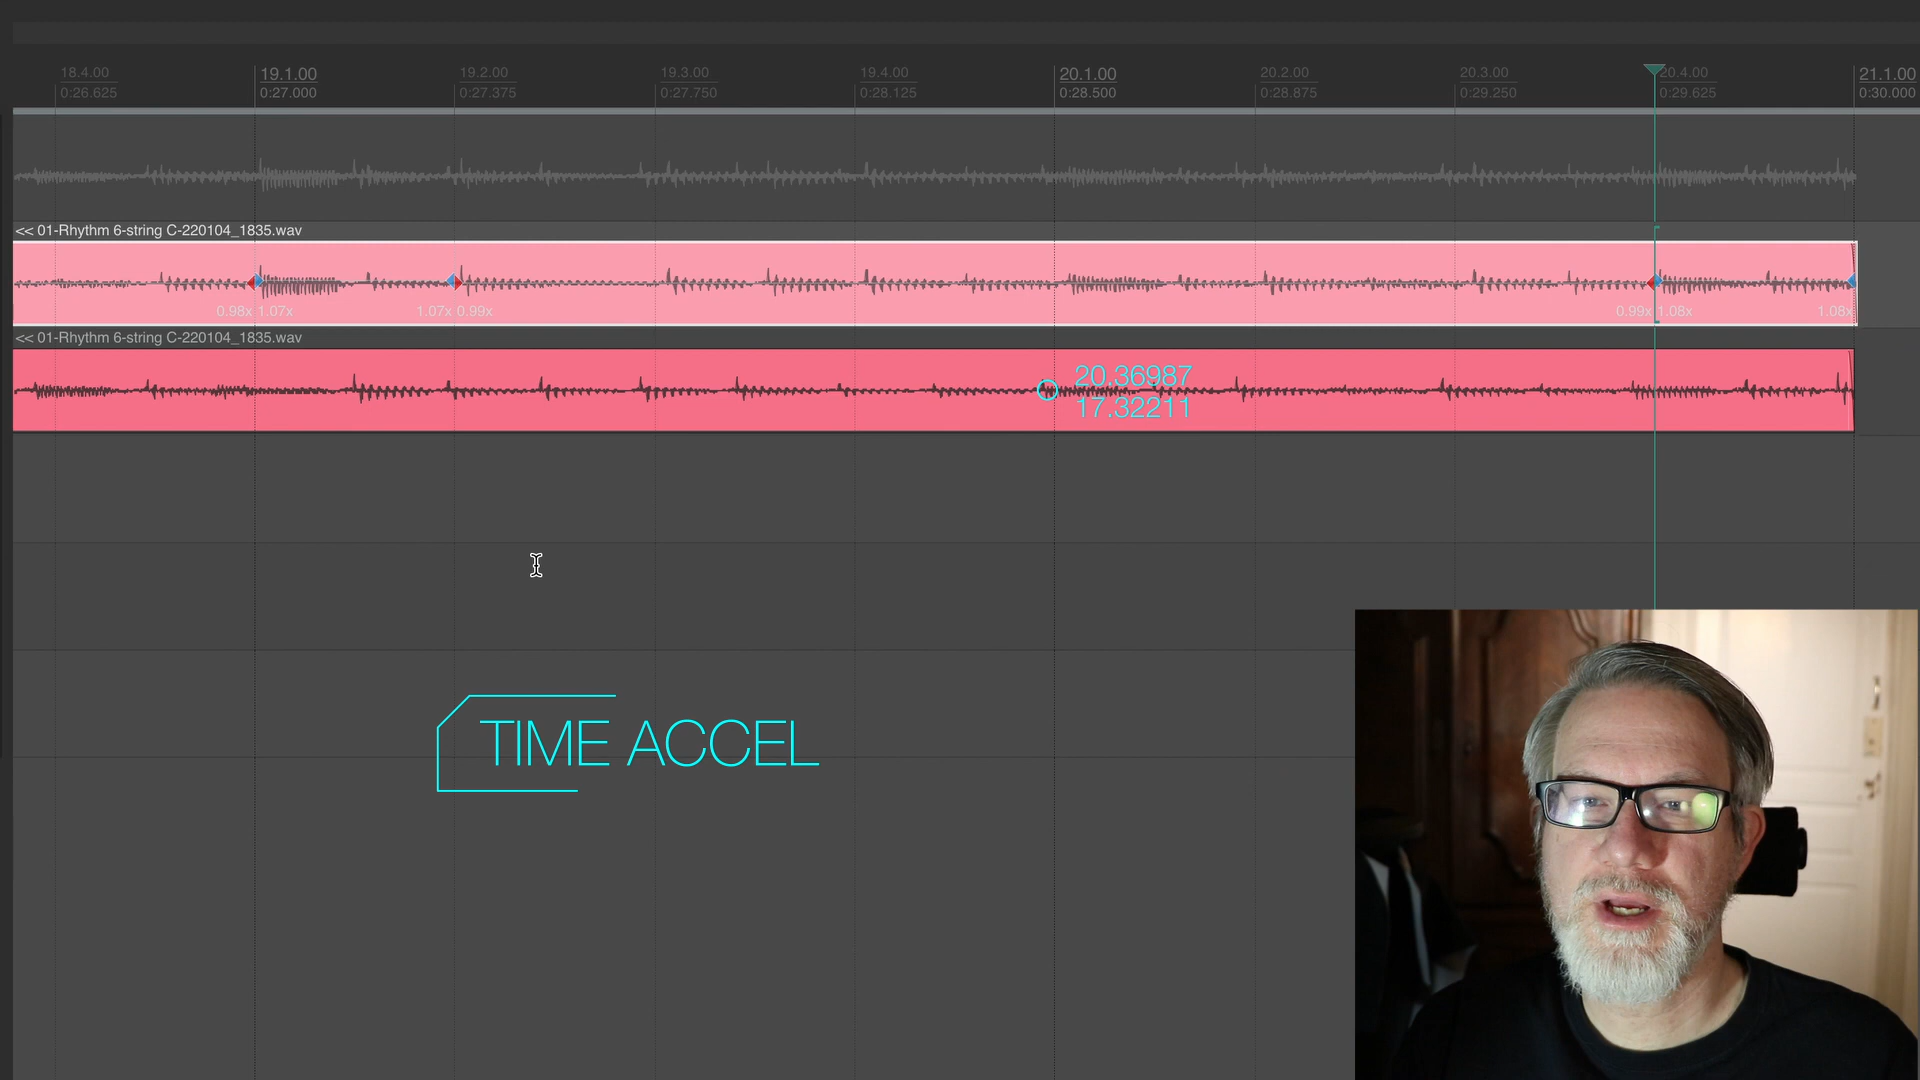 18.4.00 19.1.00 19.2.00 19.3.00 19.4.00 20.1.00 20.2.00 20.3.00 20.4.00 21.1.00
0:26.625 0:27.000 0:27.375 0:27.750 0:28.125 0:28.500 0:28.875 0:29.250 0:29.625 0:30.000
<< 01-Rhythm 6-string C-220104_1835.wav
0.98x 1.07x 1.07x 0.99x 0.99x 1.08x 1.08x
<< 01-Rhythm 6-string C-220104_1835.wav
20.36987
17.32211
TIME ACCEL